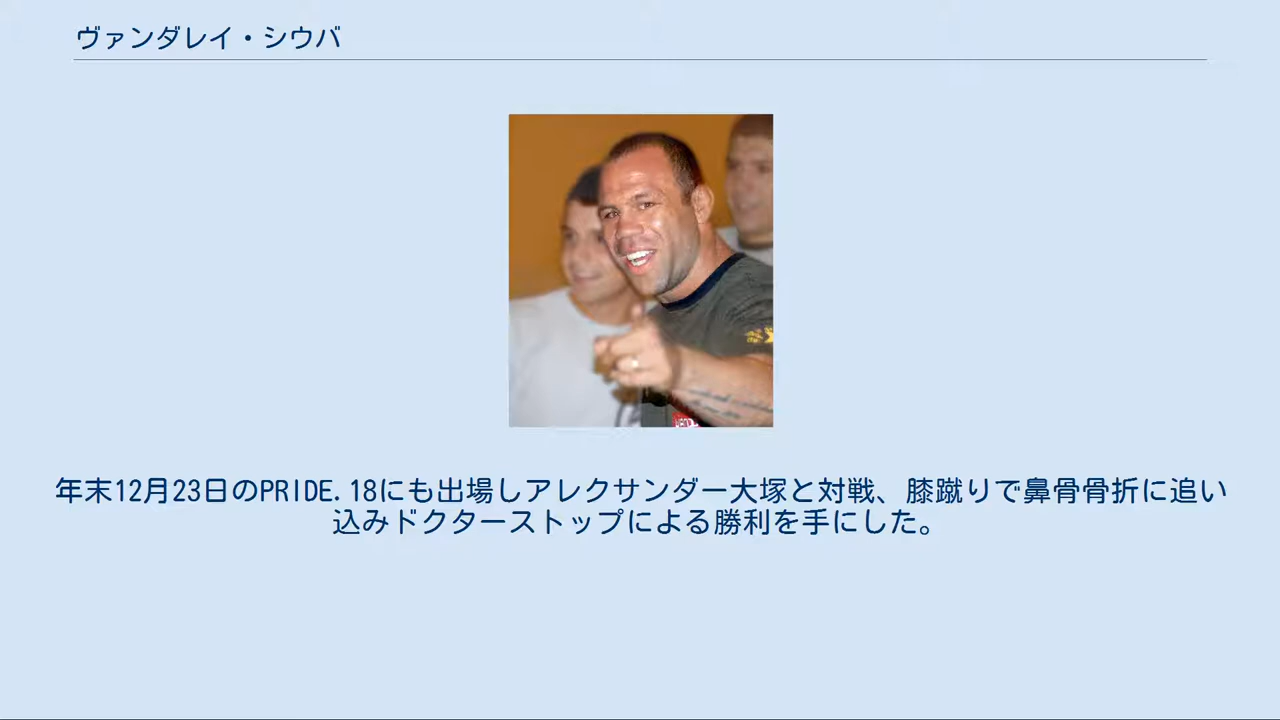 ヴァンダレイ・シウバ
年末12月23日のPRIDE.18にも出場しアレクサンダー大塚と対戦、膝蹴りで鼻骨骨折に追い
込みドクターストップによる勝利を手にした。